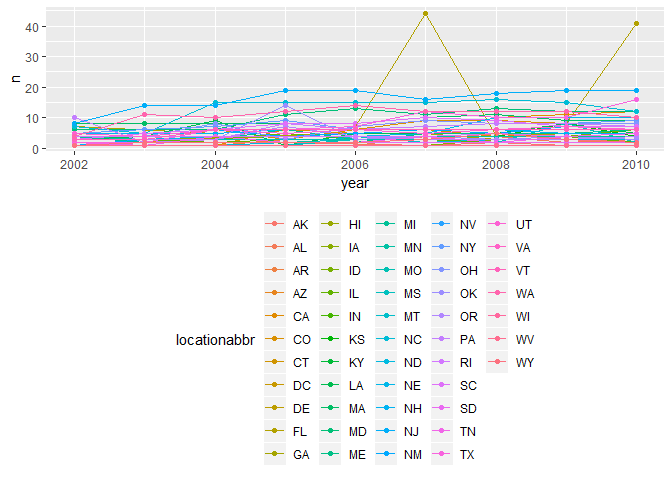 40
30
n
20
10
0
2002 2004 2006 2008 2010
year
locationabbr
AK HI MI NV UT
AL IA MN NY VA
AR ID MO OH VT
AZ IL MS OK WA
CA IN MT OR WI
CO KS NC PA WV
CT KY ND RI WY
DC LA NE SC
DE MA NH SD
FL MD NJ TN
GA ME NM TX